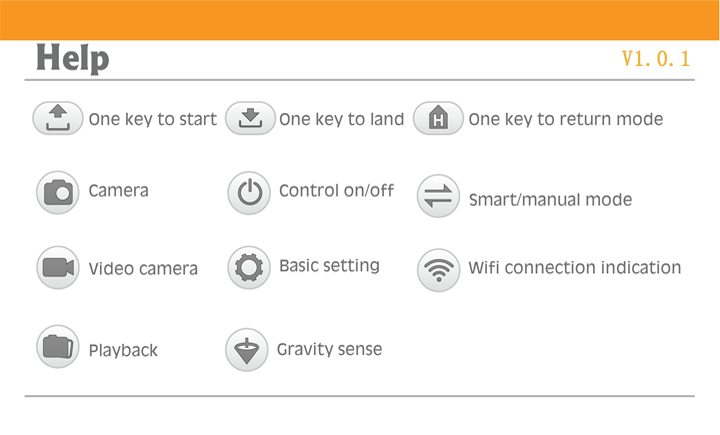 Help
V1.0.1
One key to start
One key to land
H
One key to return mode
Camera
Control on/off
Smart/manual mode
Video camera
Basic setting
Wifi connection indication
Playback
Gravity sense